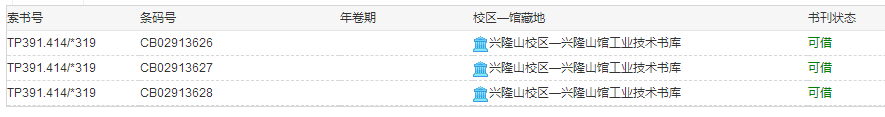 索书号 条码号 年卷期 校区—馆藏地 书刊状态
TP391.414/*319 CB02913626 兴隆山校区—兴隆山馆工业技术书库 可借
TP391.414/*319 CB02913627 兴隆山校区—兴隆山馆工业技术书库 可借
TP391.414/*319 CB02913628 兴隆山校区—兴隆山馆工业技术书库 可借